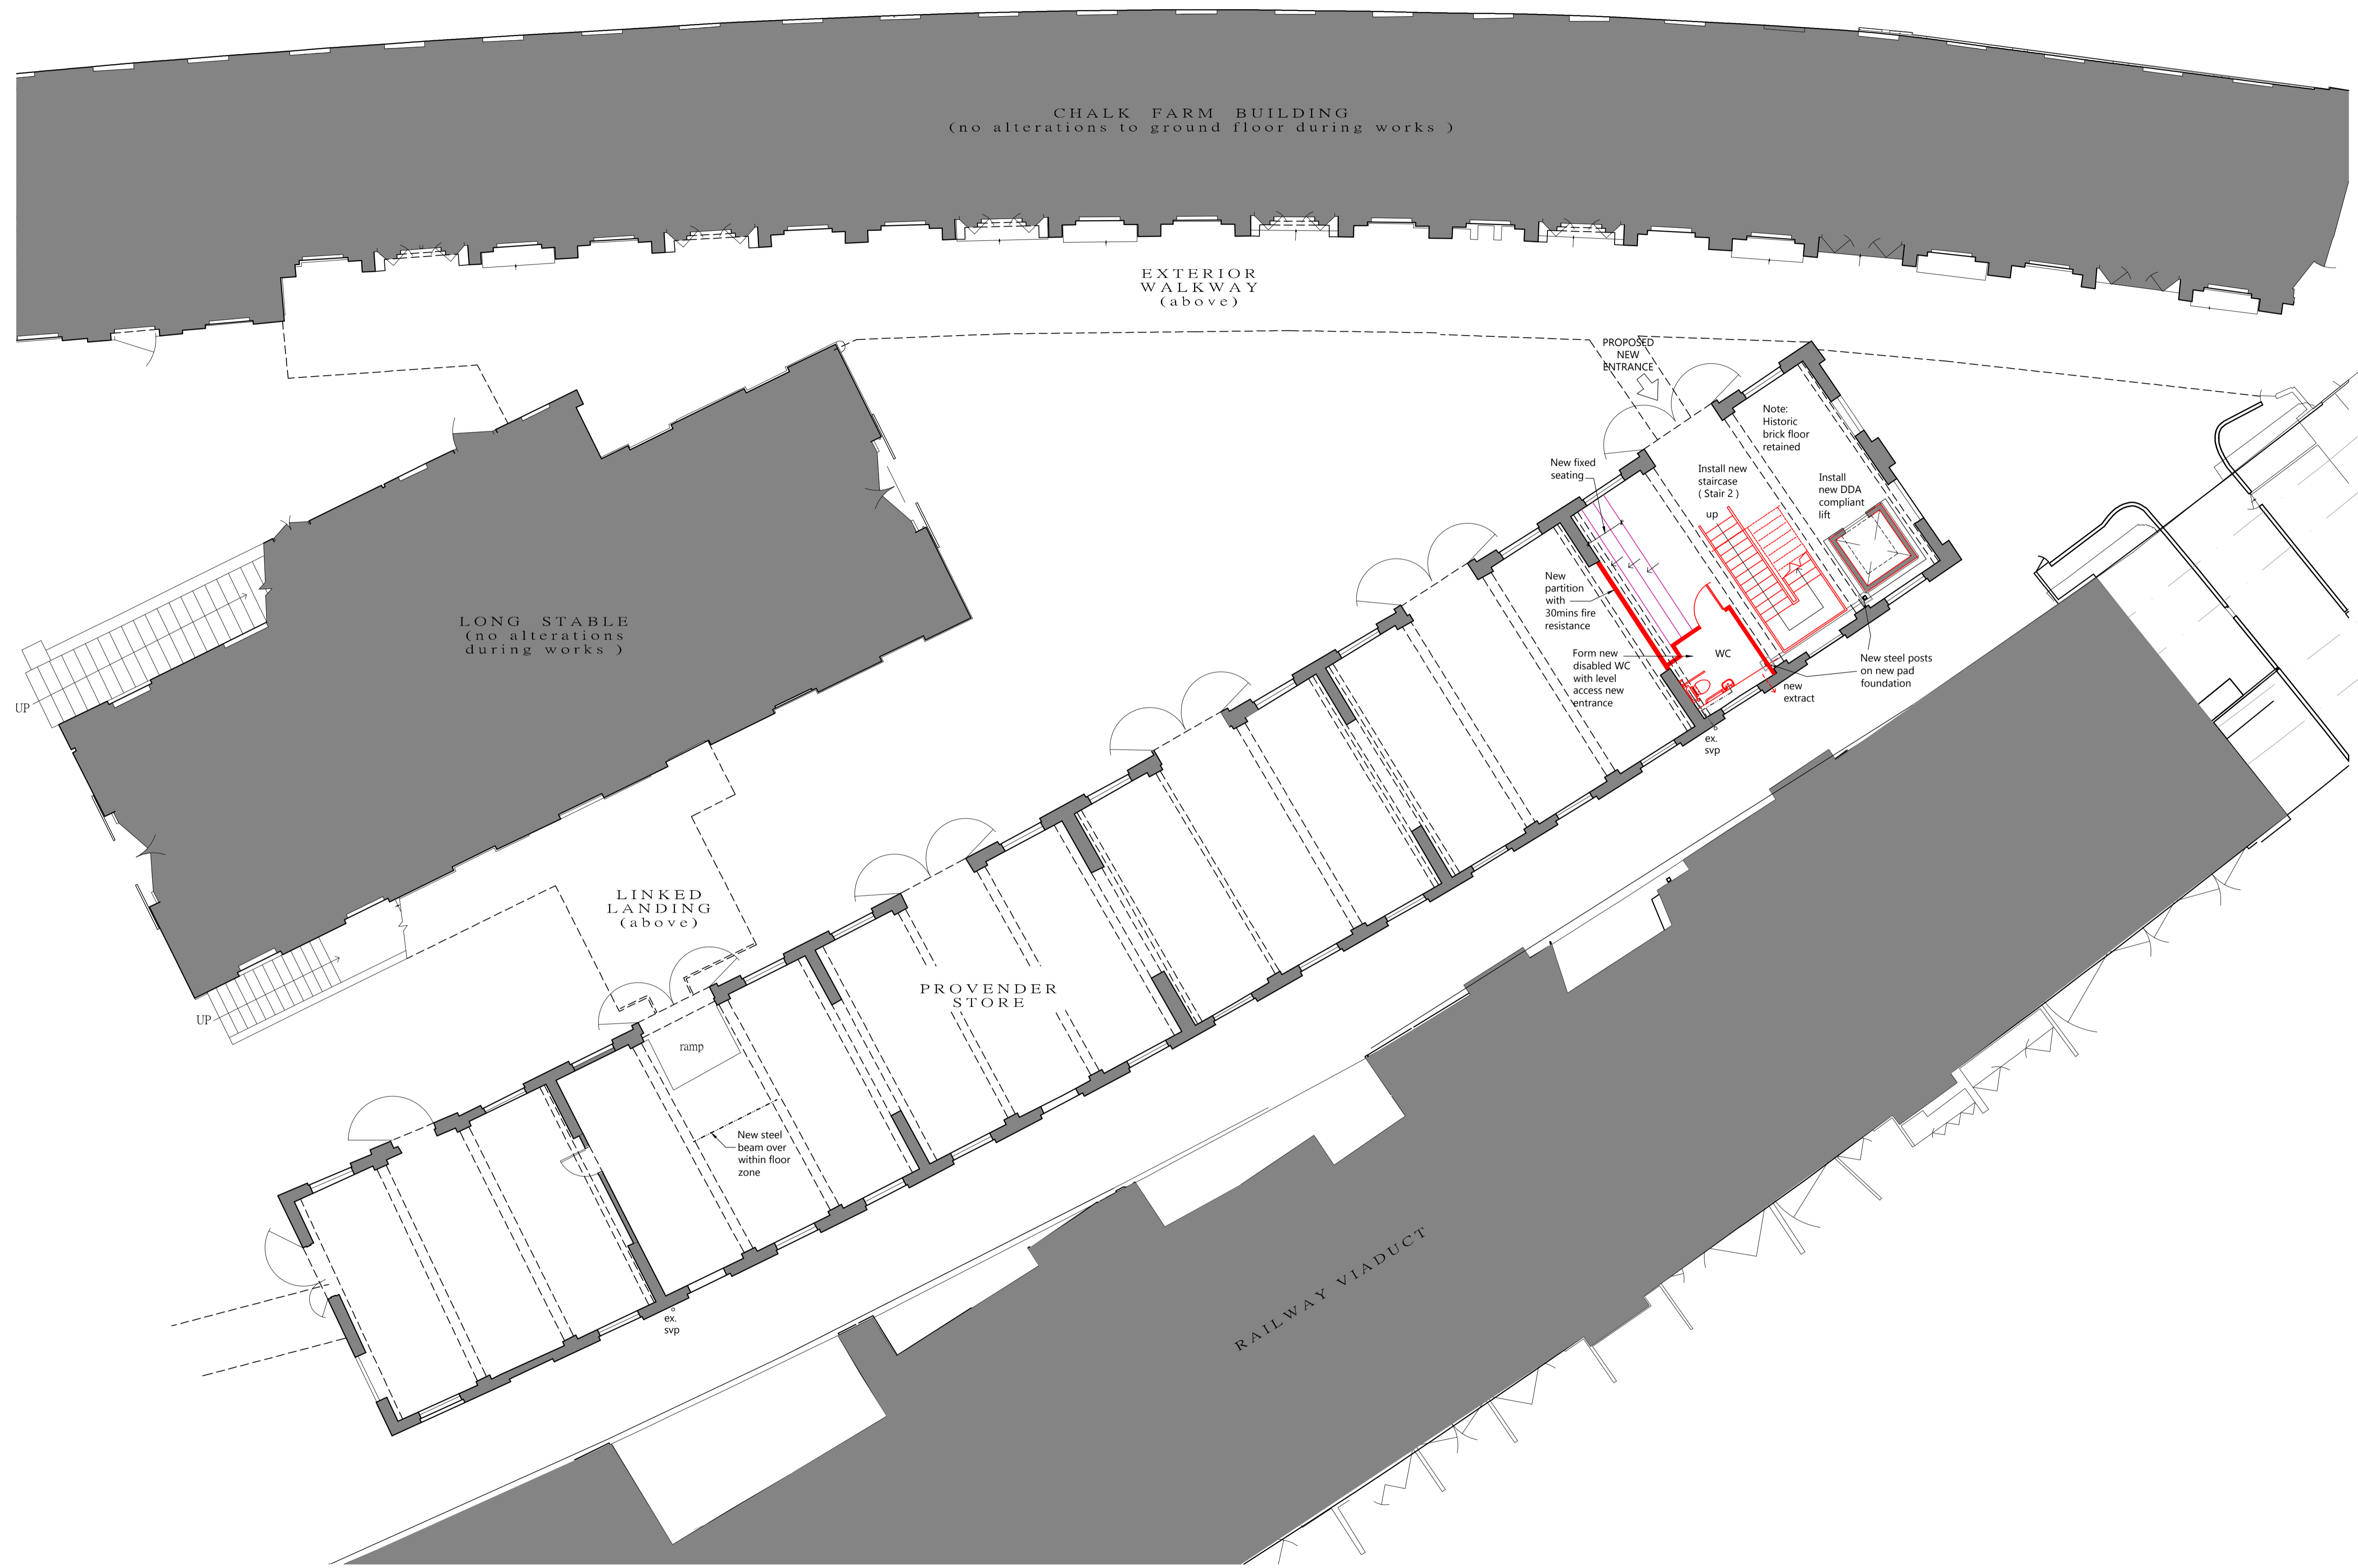 CHALK FARM BUILDING
(no alterations to ground floor during works )
EXTERIOR
WALKWAY
(above)
PROPOSED
NEW
ENTRANCE
Note:
Historic
brick floor
retained
New fixed
seating
Install new
staircase
( Stair 2 )
up
Install
new DDA
compliant
lift
New
partition
with
30mins fire
resistance
LONG STABLE
(no alterations
during works )
Form new
disabled WC
with level
access new
entrance
WC
New steel posts
on new pad
foundation
new
extract
UP
ex.
svp
LINKED
LANDING
(above)
PROVENDER
STORE
UP
ramp
New steel
beam over
within floor
zone
RAILWAY VIADUCT
ex.
svp